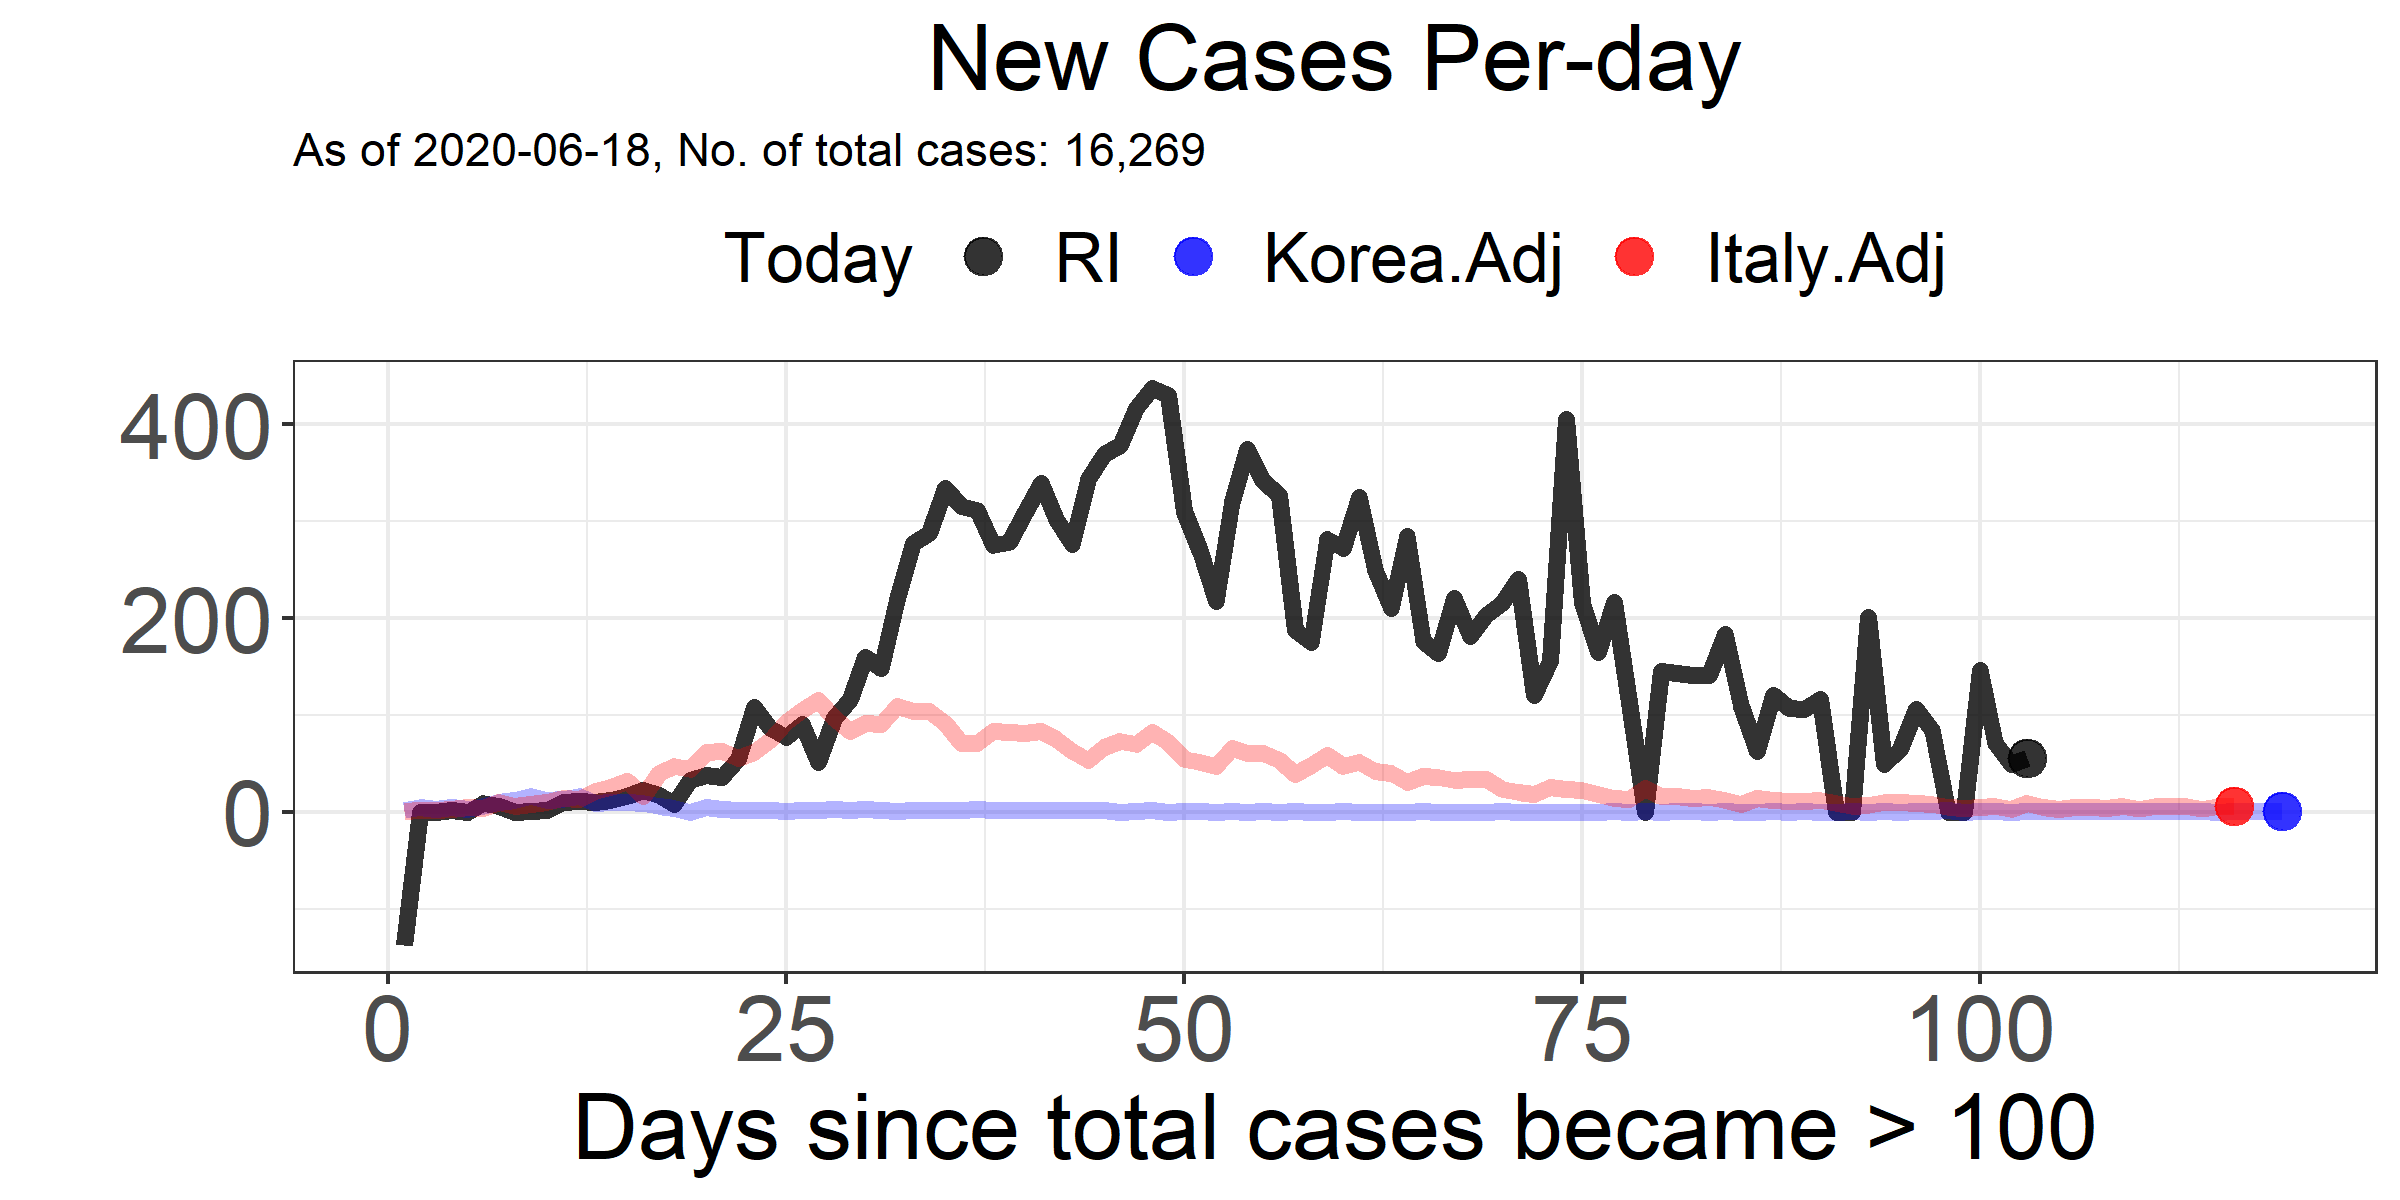 New Cases Per-day
As of 2020-06-18, No. of total cases: 16,269
Today RI Korea.Adj Italy.Adj
400
200
0
0 25 50 75 100
Days since total cases became > 100